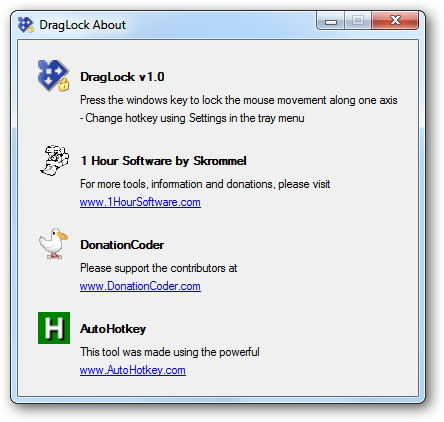 DragLock About
DragLock v1.0
Press the windows key to lock the mouse movement along one axis
- Change hotkey using Settings in the tray menu
1 Hour Software by Skrommel
For more tools, information and donations, please visit
www.1HourSoftware.com
DonationCoder
Please support the contributors at
www.DonationCoder.com
H
AutoHotkey
This tool was made using the powerful
www.AutoHotkey.com